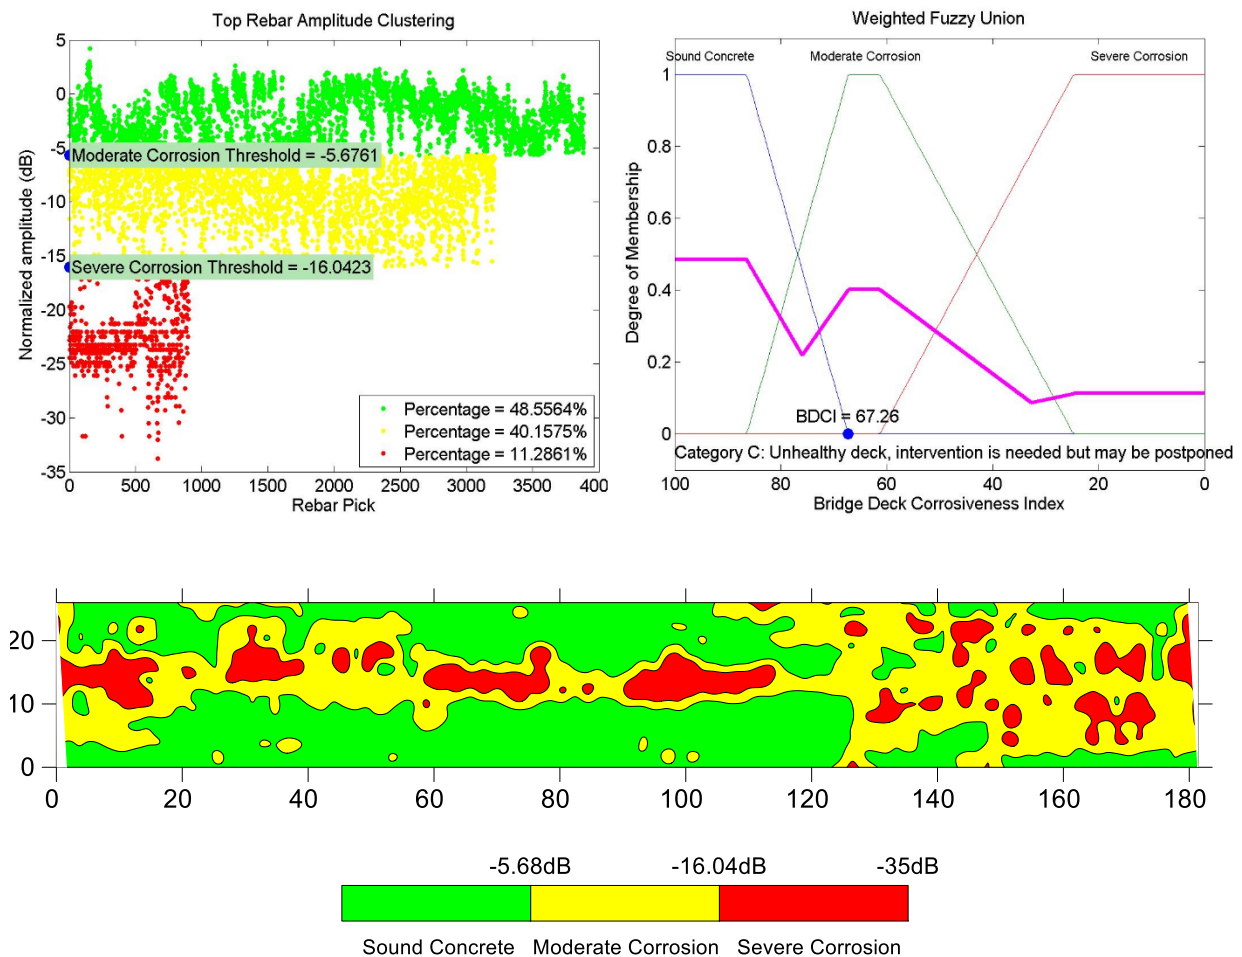 Top Rebar Amplitude Clustering
5
0
-5
-10
-15
-20
-25
-30
-35
Normalized amplitude (dB)
Moderate Corrosion Threshold = -5.6761
Severe Corrosion Threshold = -16.0423
Percentage = 48.5564%
Percentage = 40.1575%
Percentage = 11.2861%
0 500 1000 1500 2000 2500 3000 3500 400
Rebar Pick
Weighted Fuzzy Union
Sound Concrete Moderate Corrosion Severe Corrosion
1
0.8
0.6
0.4
0.2
0
Degree of Membership
BDCI = 67.26
Category C: Unhealthy deck, intervention is needed but may be postponed
100 80 60 40 20 0
Bridge Deck Corrosiveness Index
20
10
0
0 20 40 60 80 100 120 140 160 180
-5.68dB -16.04dB -35dB
Sound Concrete Moderate Corrosion Severe Corrosion